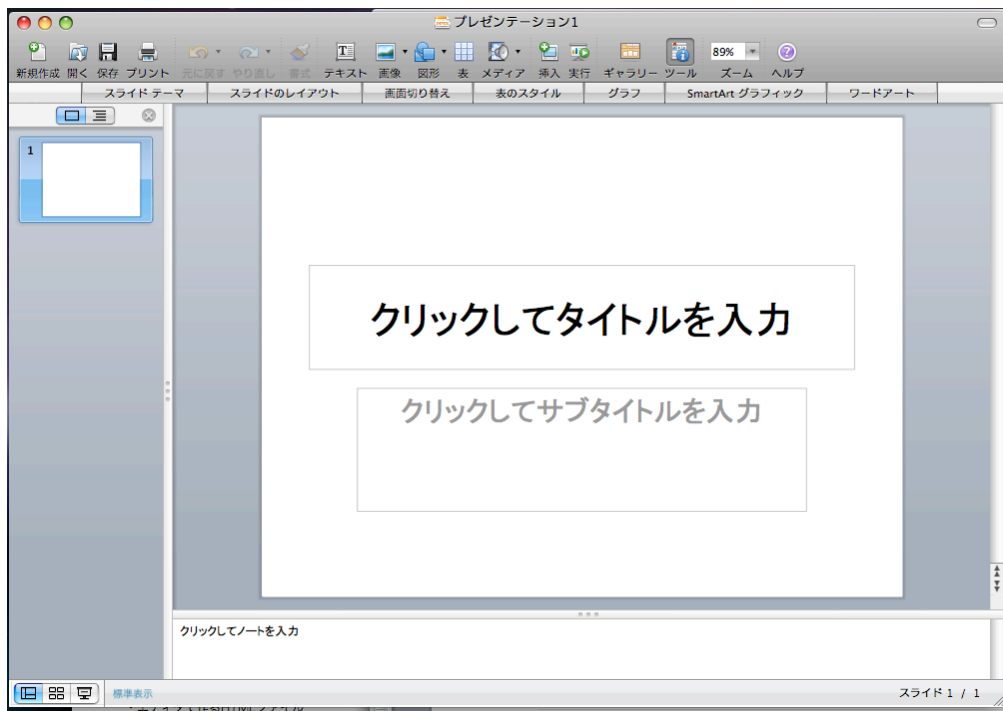 プレゼンテーション1
新規作成 開く 保存 プリント 元に戻す やり直し 書式 テキスト 画像 図形 表 メディア 挿入 実行 ギャラリー ツール 89% ズーム ヘルプ
スライド テーマ スライドのレイアウト 画面切り替え 表のスタイル グラフ SmartArt グラフィック ワードアート
1
クリックしてタイトルを入力
クリックしてサブタイトルを入力
クリックしてノートを入力
標準表示 スライド 1 / 1